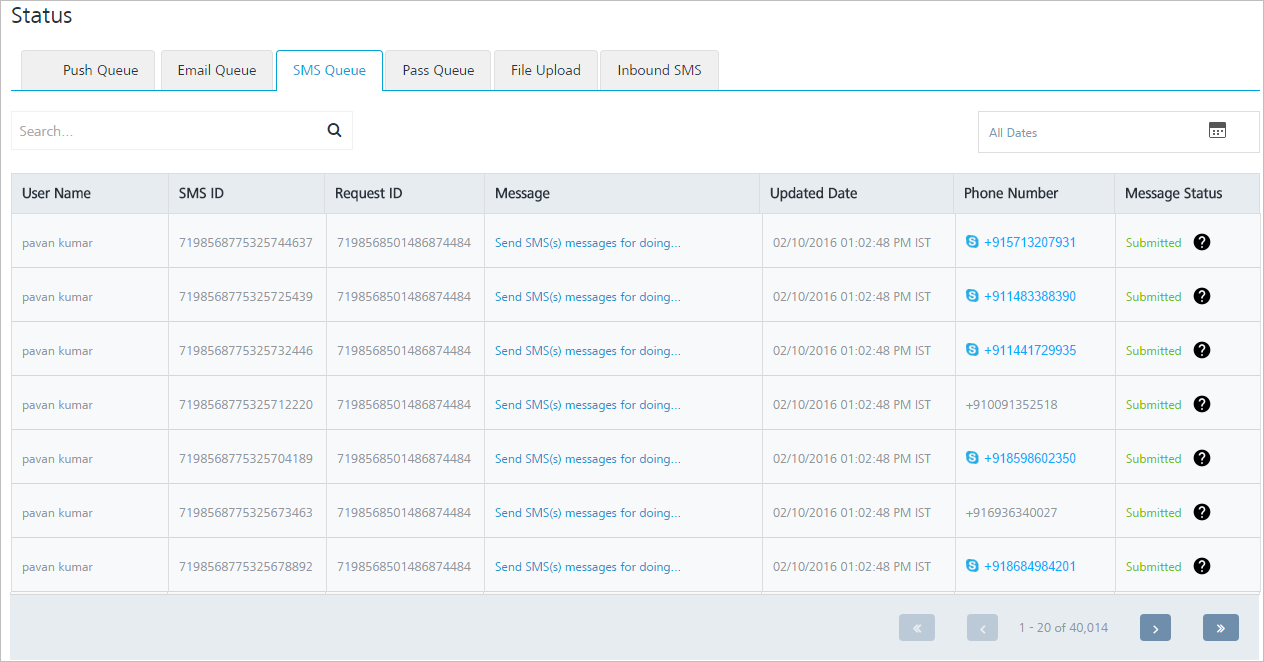 Status
Push Queue Email Queue SMS Queue Pass Queue File Upload Inbound SMS
Search... All Dates
User Name SMS ID Request ID Message Updated Date Phone Number Message Status
pavan kumar 7198568775325744637 7198568501486874484 Send SMS(s) messages for doing... 02/10/2016 01:02:48 PM IST +915713207931 Submitted ?
pavan kumar 7198568775325725439 7198568501486874484 Send SMS(s) messages for doing... 02/10/2016 01:02:48 PM IST +911483388390 Submitted ?
pavan kumar 7198568775325732446 7198568501486874484 Send SMS(s) messages for doing... 02/10/2016 01:02:48 PM IST +911441729935 Submitted ?
pavan kumar 7198568775325712220 7198568501486874484 Send SMS(s) messages for doing... 02/10/2016 01:02:48 PM IST +910091352518 Submitted ?
pavan kumar 7198568775325704189 7198568501486874484 Send SMS(s) messages for doing... 02/10/2016 01:02:48 PM IST +918598602350 Submitted ?
pavan kumar 7198568775325673463 7198568501486874484 Send SMS(s) messages for doing... 02/10/2016 01:02:48 PM IST +916936340027 Submitted ?
pavan kumar 7198568775325678892 7198568501486874484 Send SMS(s) messages for doing... 02/10/2016 01:02:48 PM IST +918684984201 Submitted ?
« ‹ 1 - 20 of 40,014 › »